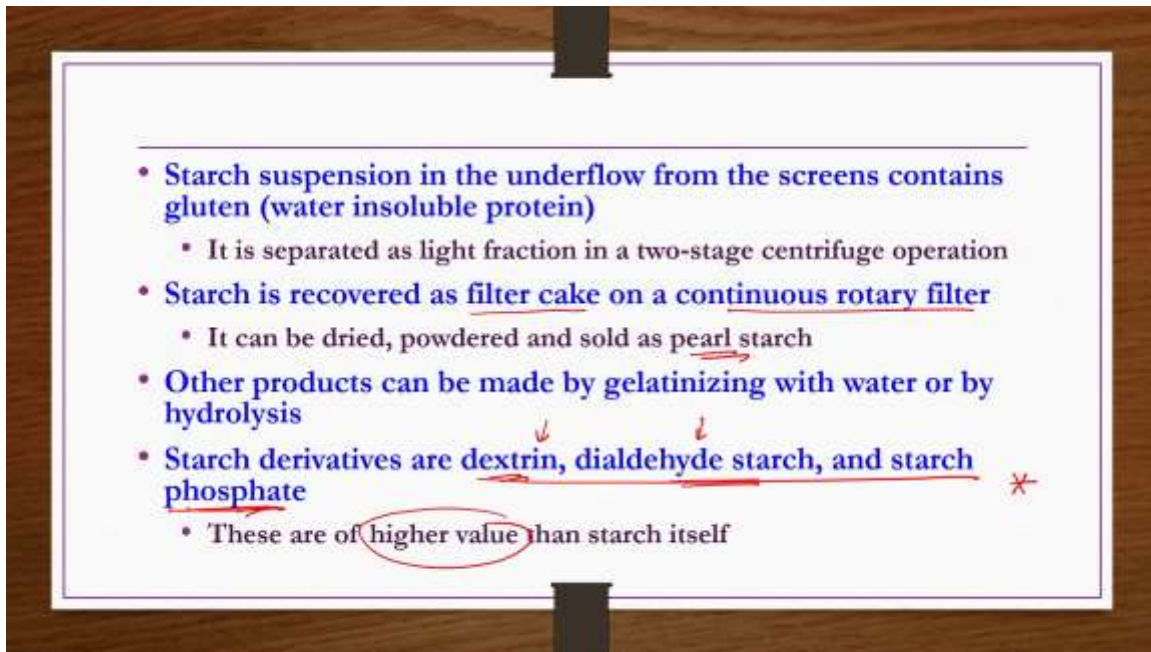 • Starch suspension in the underflow from the screens contains
gluten (water insoluble protein)
• It is separated as light fraction in a two-stage centrifuge operation
• Starch is recovered as filter cake on a continuous rotary filter
• It can be dried, powdered and sold as pearl starch
• Other products can be made by gelatinizing with water or by
hydrolysis
• Starch derivatives are dextrin, dialdehyde starch, and starch
phosphate
• These are of higher value than starch itself